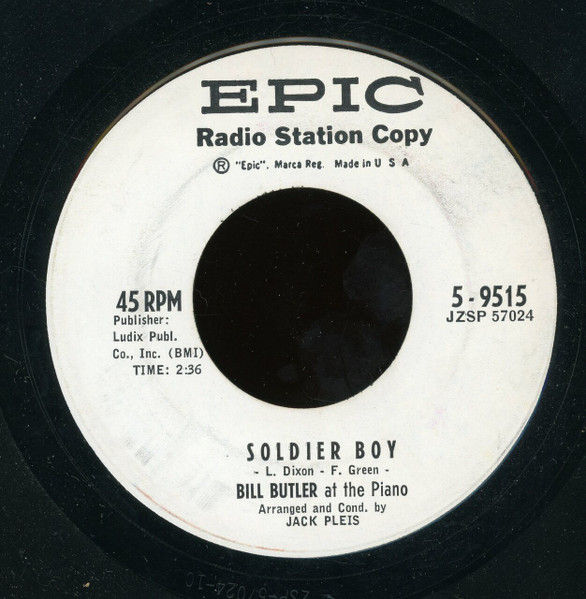 EPIC
Radio Station Copy
® "Epic", Marca Reg. Made in U S A
45 RPM
Publisher:
Ludix Publ.
Co., Inc. (BMI)
TIME: 2:36
5-9515
JZSP 57024
SOLDIER BOY
- L. Dixon - F. Green -
BILL BUTLER at the Piano
Arranged and Cond. by
JACK PLEIS